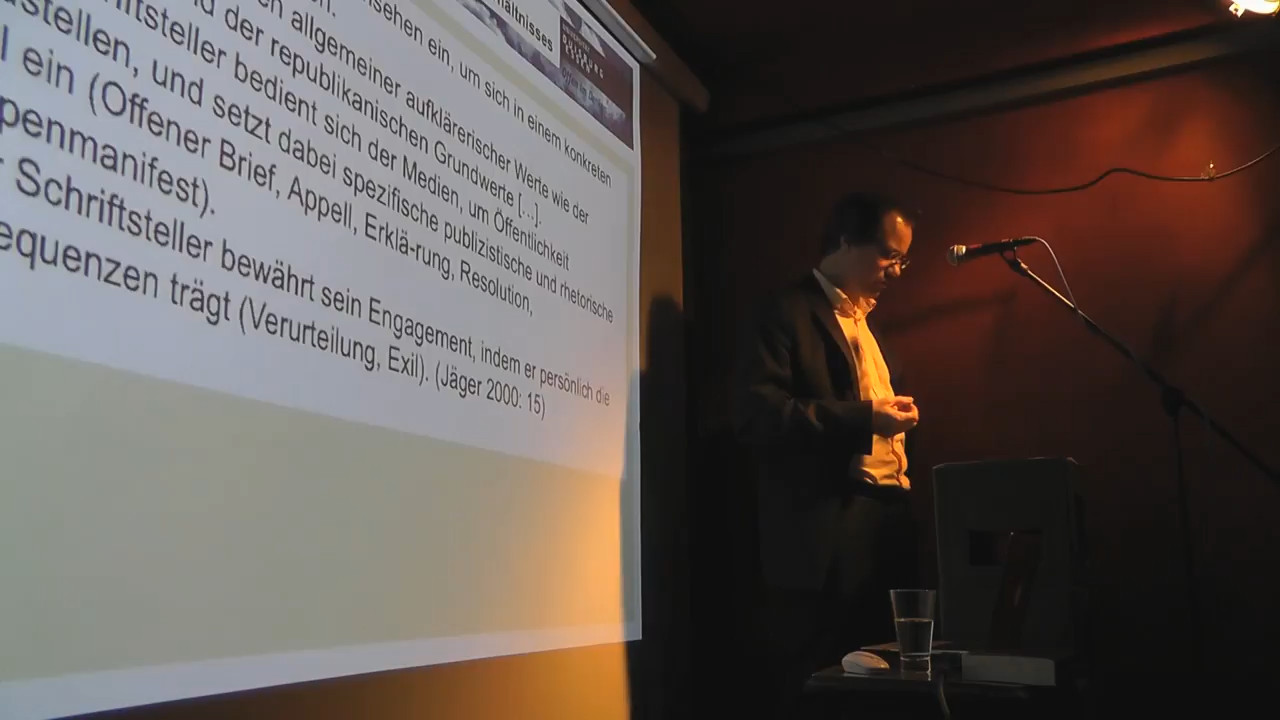 ältnisses
nsehen ein, um sich in einem konkreten
n allgemeiner aufklärerischer Werte wie der
d der republikanischen Grundwerte [...].
ftsteller bedient sich der Medien, um Öffentlichkeit
stellen, und setzt dabei spezifische publizistische und rhetorische
l ein (Offener Brief, Appell, Erklä-rung, Resolution,
penmanifest).
r Schriftsteller bewährt sein Engagement, indem er persönlich die
equenzen trägt (Verurteilung, Exil). (Jäger 2000: 15)